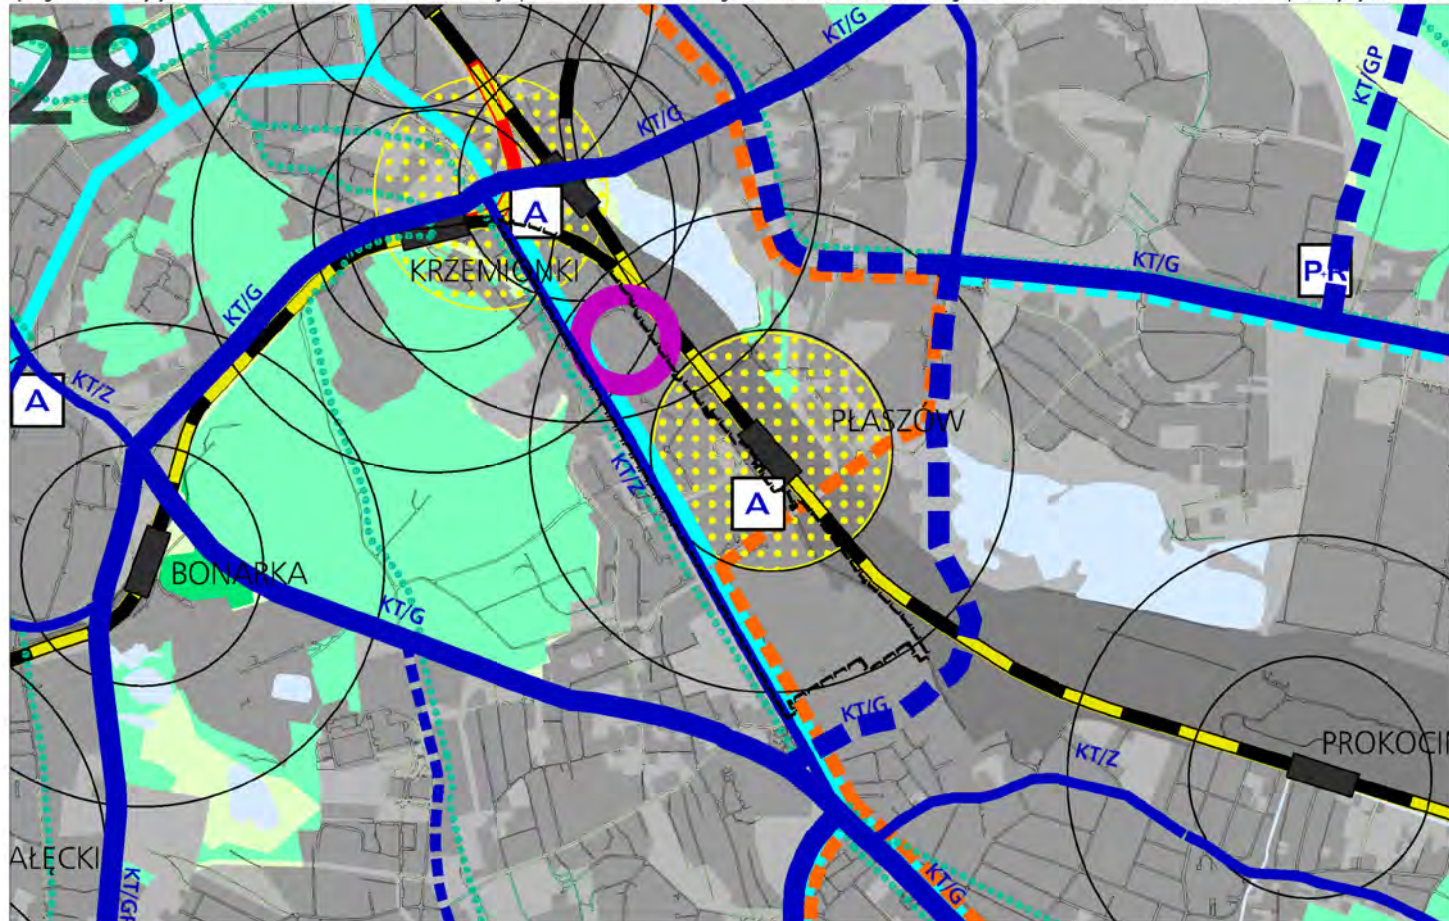 28
KT/G
KT/GP
KT/G
A
KRZEMIONKI
KT/G
P+R
KT/G
KT/Z
A
PŁASZÓW
KT/Z
A
BONARKA
KT/G
KT/G
KT/Z
PROKOCI
AŁĘCKI
KT/G
KT/G